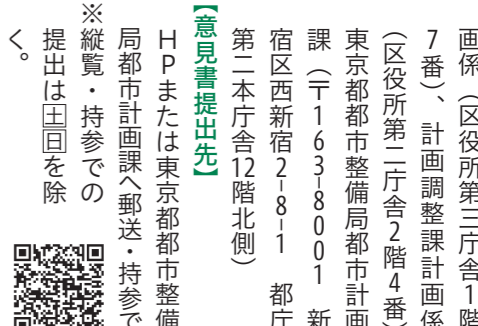 画係（区役所第三庁舎1階
7番）、計画調整課計画係
（区役所第二庁舎2階4番）
東京都都市整備局都市計画
課（〒163-8001 新
宿区西新宿2-8-1 都庁
第二本庁舎12階北側）
【意見書提出先】
HPまたは東京都都市整備
局都市計画課へ郵送・持参で
※縦覧・持参での
提出は土日を除
く。